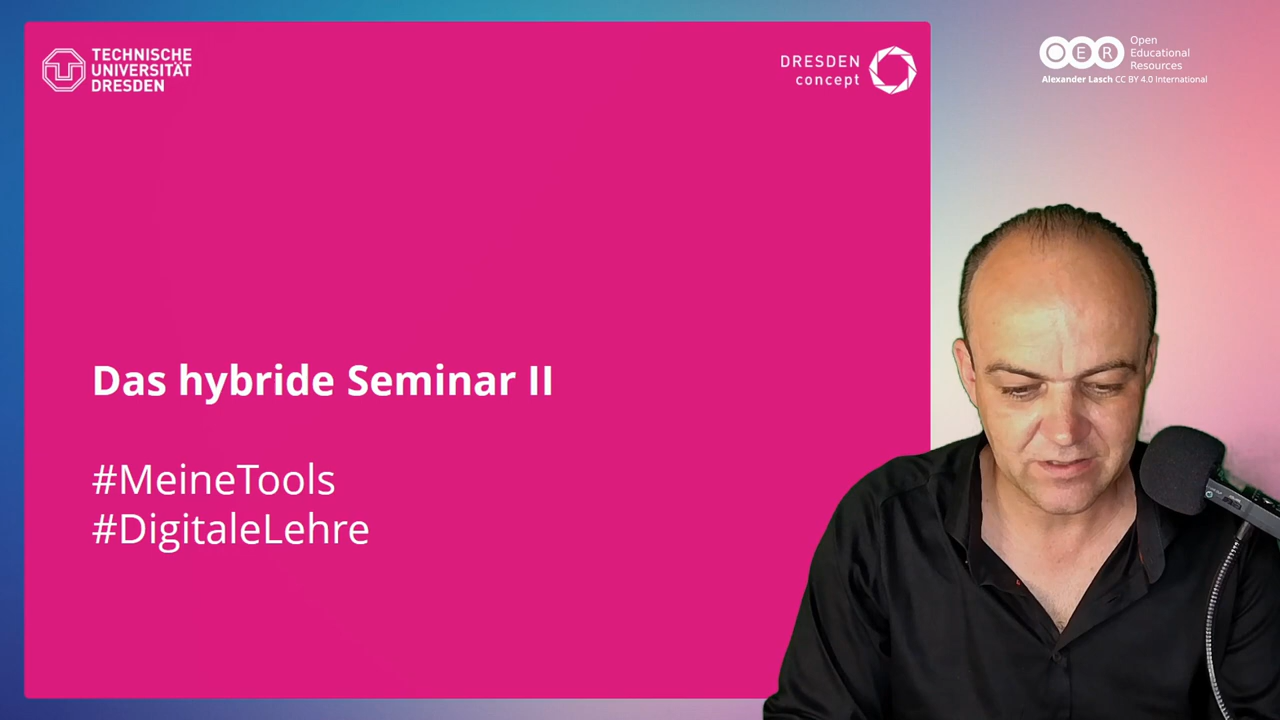 TECHNISCHE
UNIVERSITÄT
DRESDEN
DRESDEN
concept
OER
Open
Educational
Resources
Alexander Lasch CC BY 4.0 International
Das hybride Seminar II
#MeineTools
#DigitaleLehre